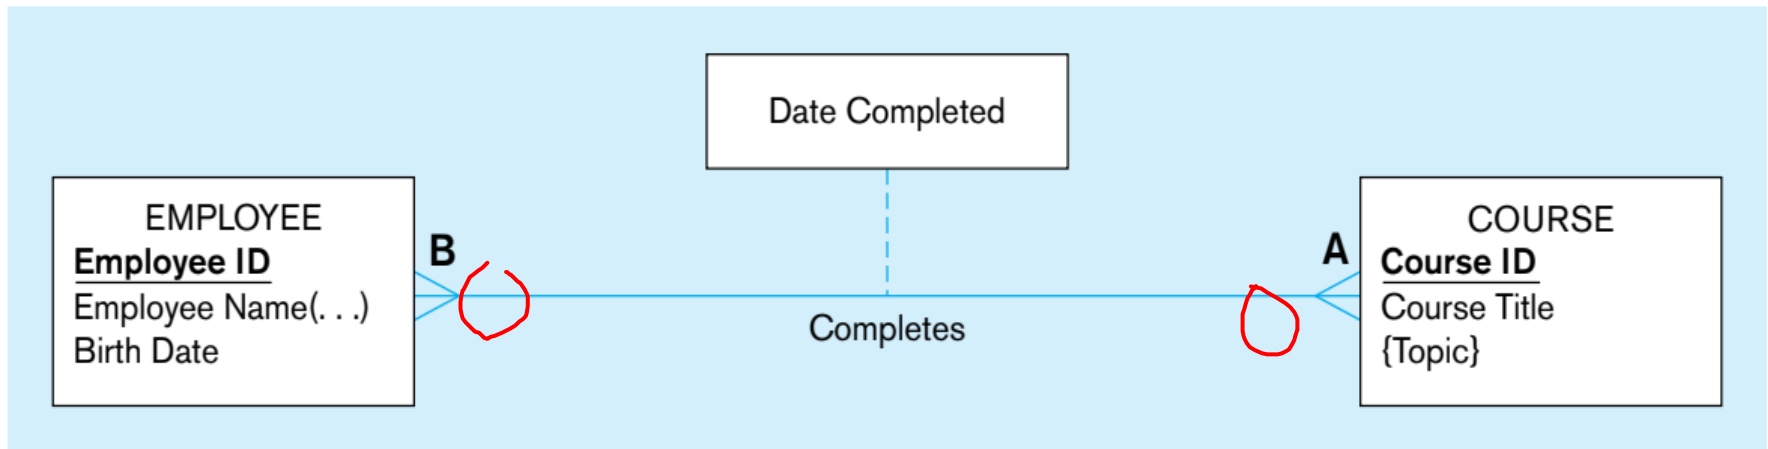 Date Completed
EMPLOYEE
Employee ID
Employee Name(. . .)
Birth Date
B
Completes
A
COURSE
Course ID
Course Title
{Topic}